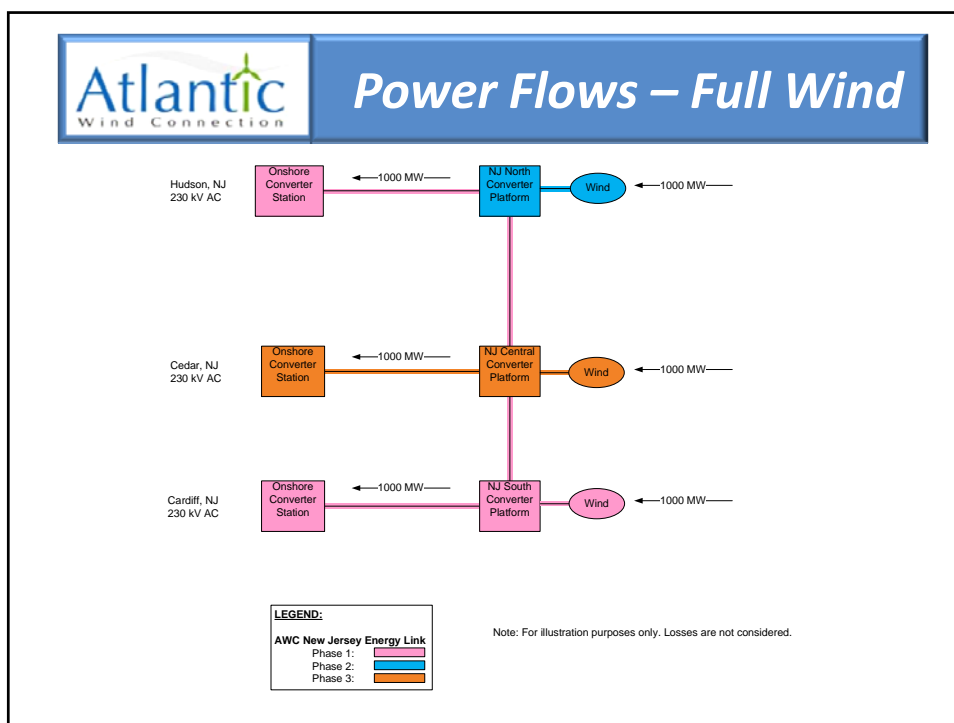 Atlantic
Wind Connection
Power Flows – Full Wind
Hudson, NJ
230 kV AC
Onshore
Converter
Station
1000 MW
NJ North
Converter
Platform
Wind
1000 MW
Cedar, NJ
230 kV AC
Onshore
Converter
Station
1000 MW
NJ Central
Converter
Platform
Wind
1000 MW
Cardiff, NJ
230 kV AC
Onshore
Converter
Station
1000 MW
NJ South
Converter
Platform
Wind
1000 MW
LEGEND:
AWC New Jersey Energy Link
Phase 1:
Phase 2:
Phase 3:
Note: For illustration purposes only. Losses are not considered.